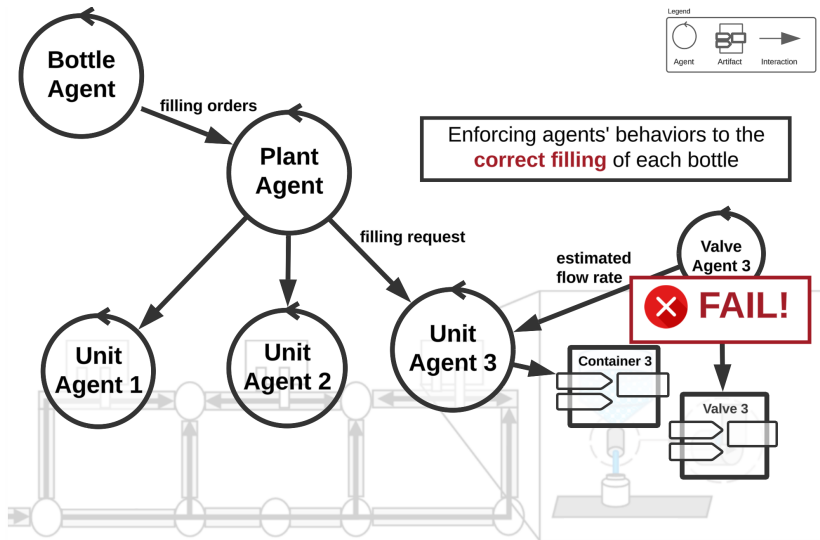 Legend
Agent
Artifact
Interaction
Bottle
Agent
filling orders
Plant
Agent
Enforcing agents' behaviors to the
correct filling of each bottle
filling request
estimated
flow rate
Valve
Agent 3
FAIL!
Unit
Agent 1
Unit
Agent 2
Unit
Agent 3
Container 3
Valve 3